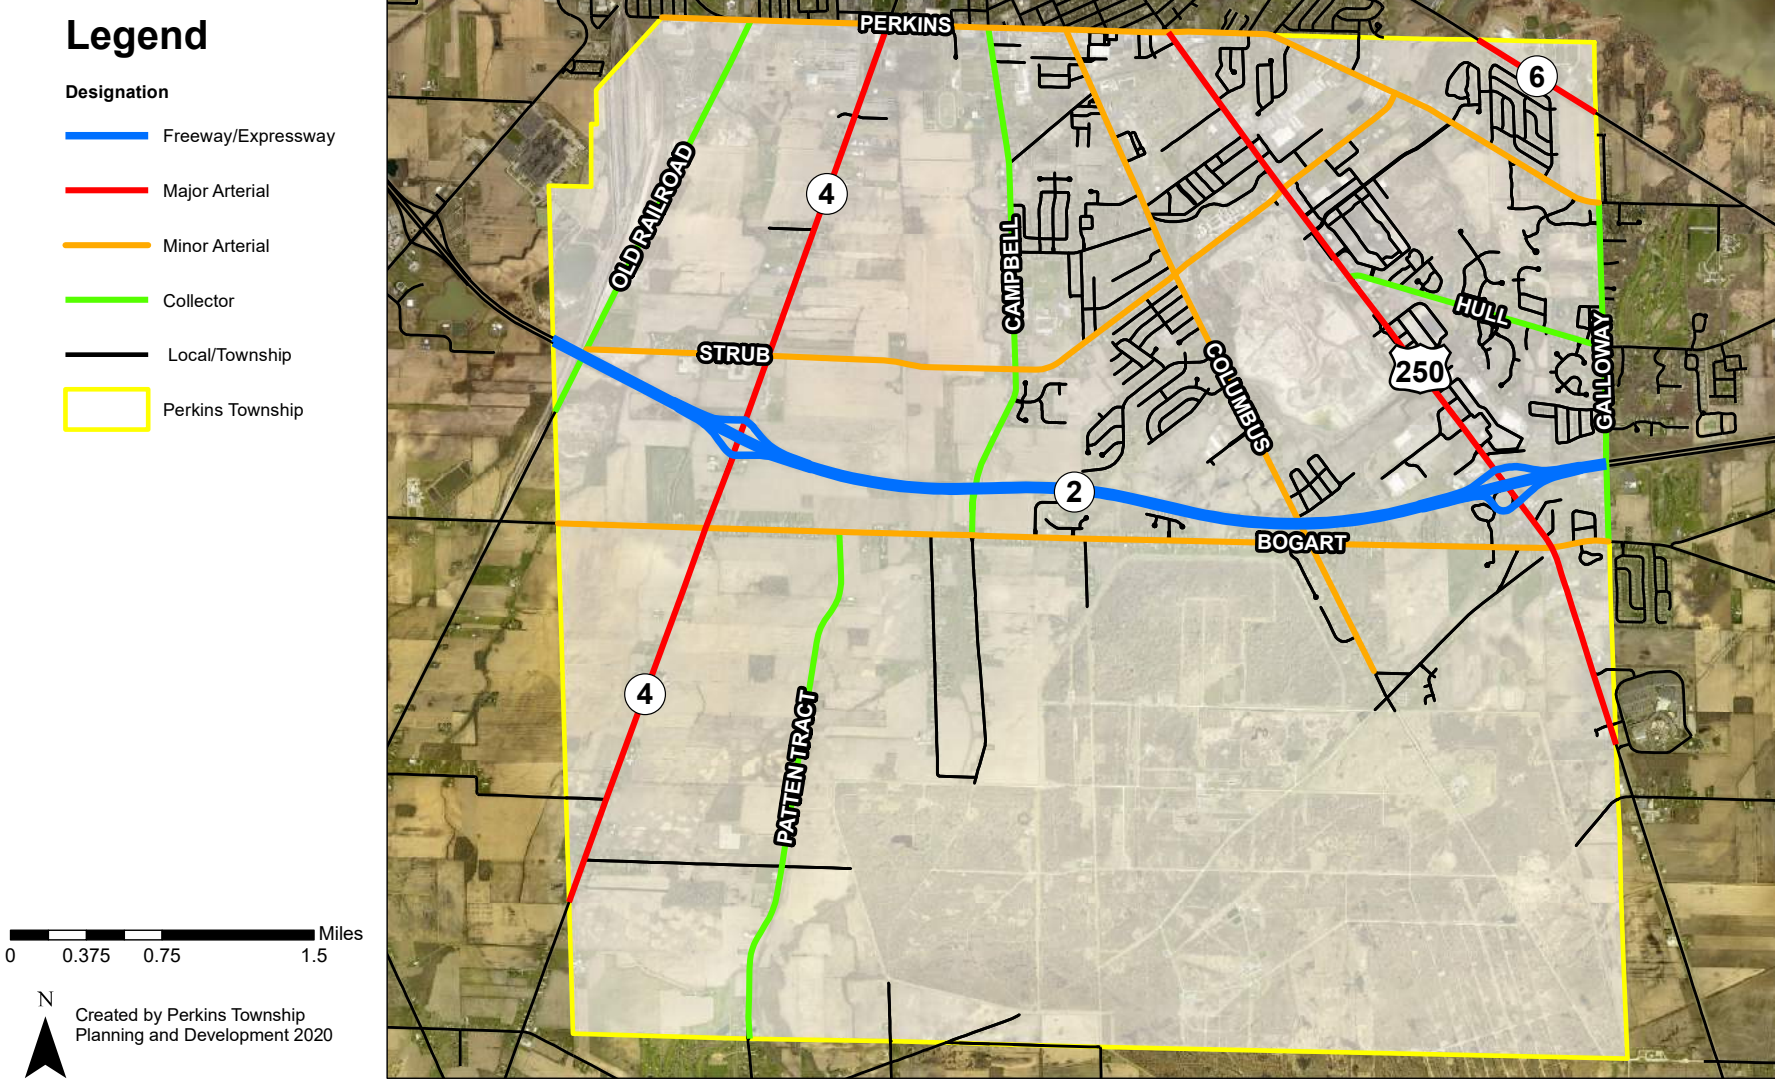 Legend
Designation
Freeway/Expressway
Major Arterial
Minor Arterial
Collector
Local/Township
Perkins Township
0 0.375 0.75 1.5 Miles
N
Created by Perkins Township
Planning and Development 2020
PERKINS
6
OLD RAILROAD
4
CAMPBELL
HULL
GALLOWAY
STRUB
COLUMBUS
250
2
BOGART
4
PATTEN TRACT